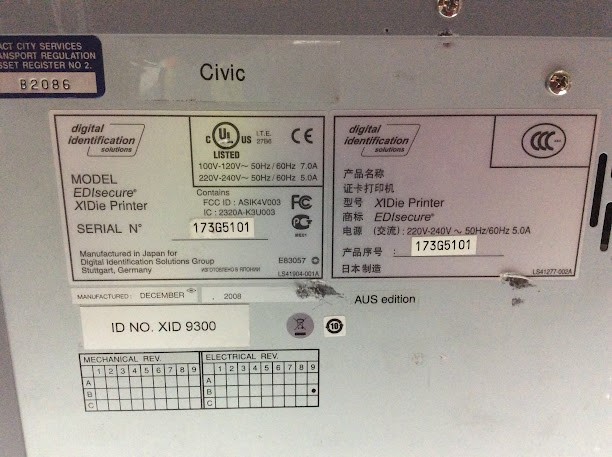 ACT CITY SERVICES
TRANSPORT REGULATION
ASSET REGISTER NO 2.
B2086
Civic
digital
identification
solutions
C UL US
LISTED
I.T.E.
CE
100V-120V～ 50Hz/60Hz 7.0A
220V-240V～ 50Hz/60Hz 5.0A
MODEL
EDIsecure®
XIDie Printer
Contains
FCC ID : ASIK4V003
IC : 2320A-K3U003
FC
SERIAL N°
173G5101
Manufactured in Japan for
Digital Identification Solutions Group
Stuttgart, Germany
E83057
LS41904-001A
digital
identification
solutions
CCC
产品名称
证卡打印机
型号 XIDie Printer
商标 EDIsecure®
电源 (交流) : 220V-240V ～ 50Hz/60Hz 5.0A
产品序号 : 173G5101
日本制造
LS41277-002A
MANUFACTURED : DECEMBER , 2008
AUS edition
ID NO. XID 9300
10
MECHANICAL REV.
1 2 3 4 5 6 7 8 9
A
B
C
ELECTRICAL REV.
1 2 3 4 5 6 7 8 9
A
B
C